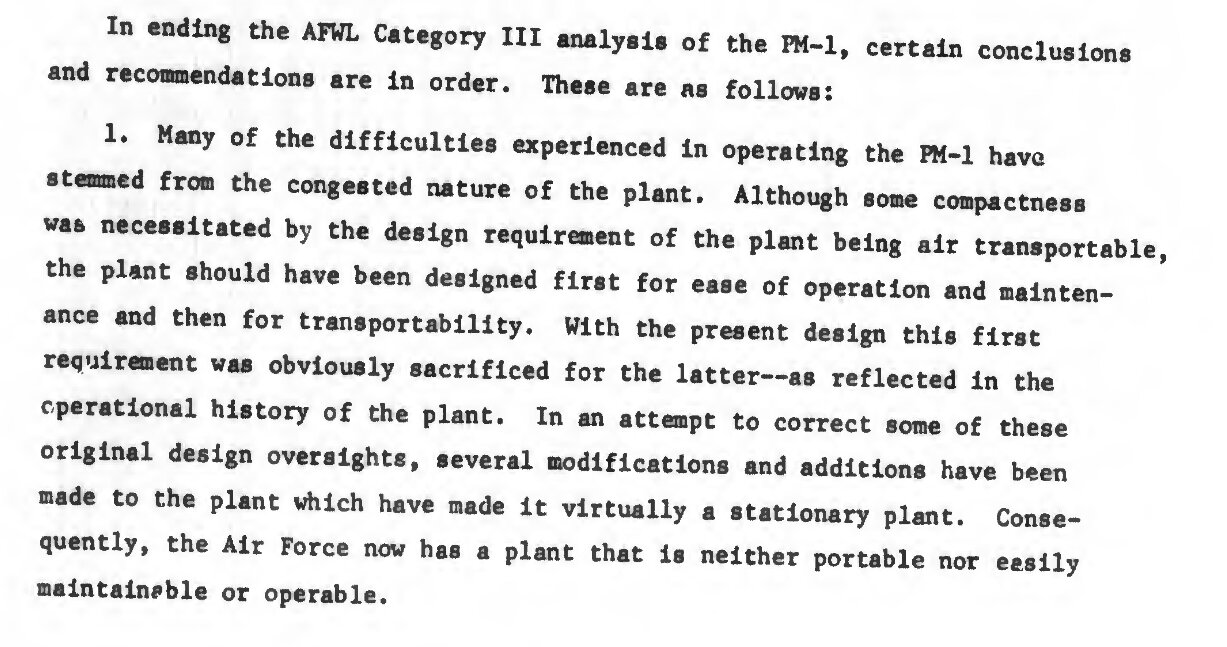 In ending the AFWL Category III analysis of the PM-1, certain conclusions
and recommendations are in order. These are as follows:
1. Many of the difficulties experienced in operating the PM-1 have
stemmed from the congested nature of the plant. Although some compactness
was necessitated by the design requirement of the plant being air transportable,
the plant should have been designed first for ease of operation and mainten-
ance and then for transportability. With the present design this first
requirement was obviously sacrificed for the latter--as reflected in the
operational history of the plant. In an attempt to correct some of these
original design oversights, several modifications and additions have been
made to the plant which have made it virtually a stationary plant. Conse-
quently, the Air Force now has a plant that is neither portable nor easily
maintainable or operable.